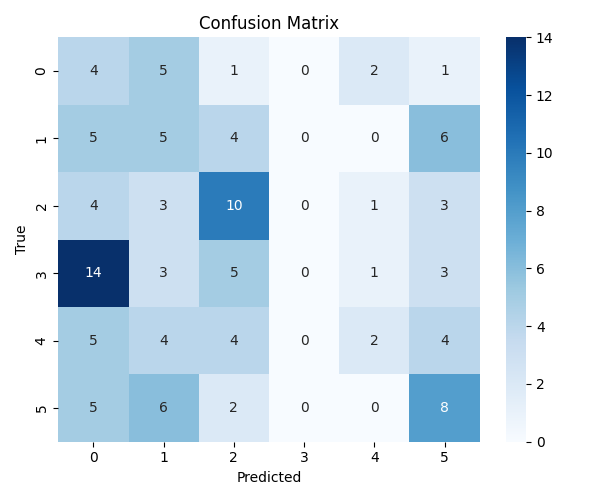 Confusion Matrix
True
0 4 5 1 0 2 1
1 5 5 4 0 0 6
2 4 3 10 0 1 3
3 14 3 5 0 1 3
4 5 4 4 0 2 4
5 5 6 2 0 0 8
0 1 2 3 4 5
Predicted
14
12
10
8
6
4
2
0